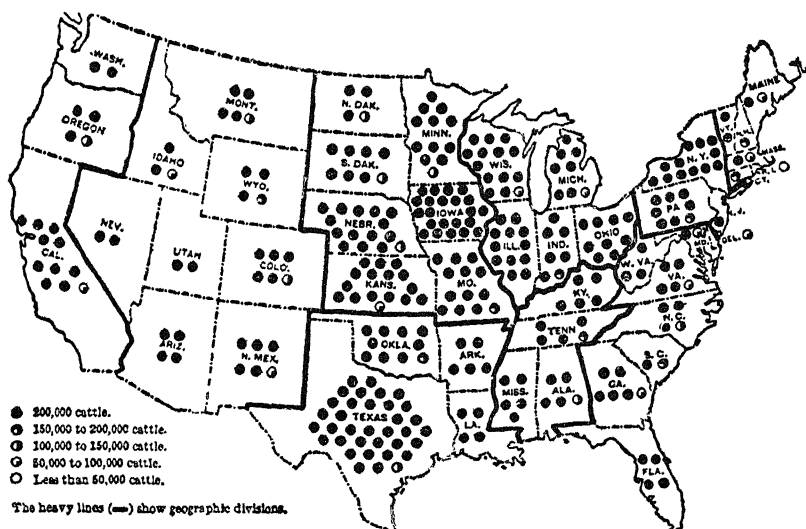 WASH.
OREGON
CAL.
IDAHO
NEV.
MONT.
WYO.
UTAH
COLO.
ARIZ.
N. MEX.
N. DAK.
S. DAK.
NEBR.
KANS.
OKLA.
TEXAS
MINN.
IOWA
MO.
ARK.
LA.
WIS.
MICH.
ILL.
IND.
OHIO
KY.
TENN
MISS.
ALA.
MAINE
VT.
N.H.
MASS.
R.I.
CT.
N.Y.
PA
N.J.
DEL.
MD.
W. VA.
VA.
N.C.
S. C.
GA.
FLA.
200,000 cattle.
150,000 to 200,000 cattle.
100,000 to 150,000 cattle.
50,000 to 100,000 cattle.
Less than 50,000 cattle.
The heavy lines (▬) show geographic divisions.